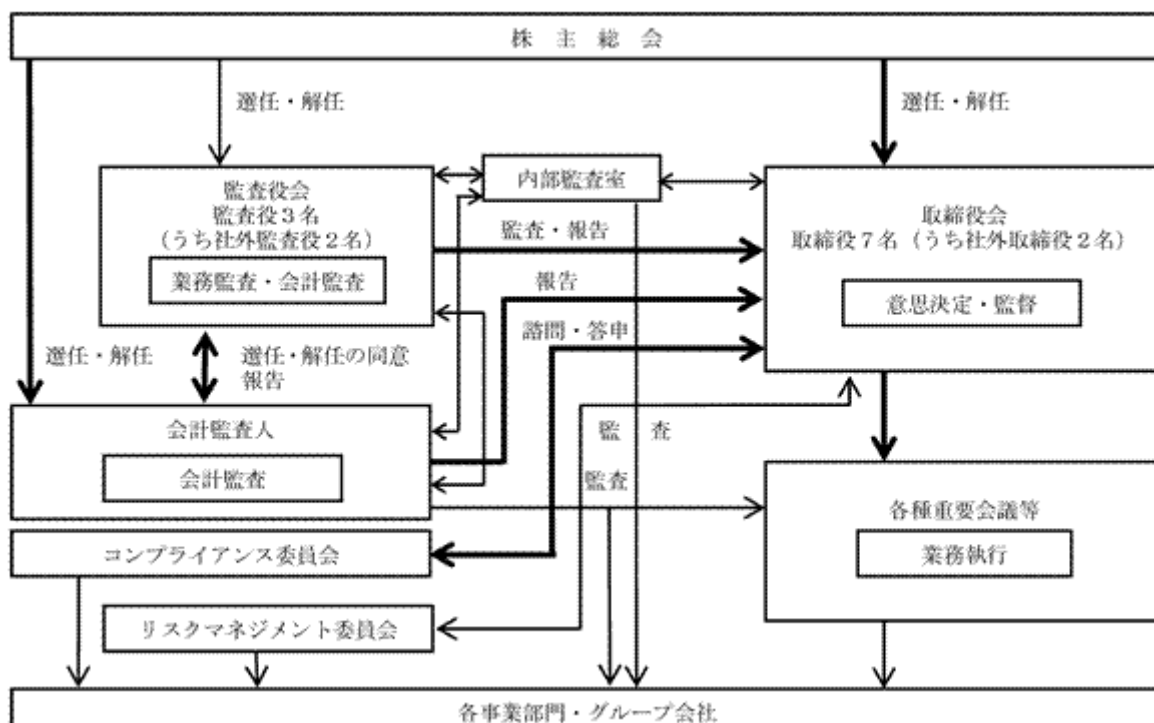 株主総会
選任・解任
選任・解任
内部監査室
監査役会
監査役3名
(うち社外監査役2名)
業務監査・会計監査
取締役会
取締役7名(うち社外取締役2名)
意思決定・監督
監査・報告
報告
諮問・答申
選任・解任
選任・解任の同意
報告
会計監査人
会計監査
監査
監査
各種重要会議等
業務執行
コンプライアンス委員会
リスクマネジメント委員会
各事業部門・グループ会社